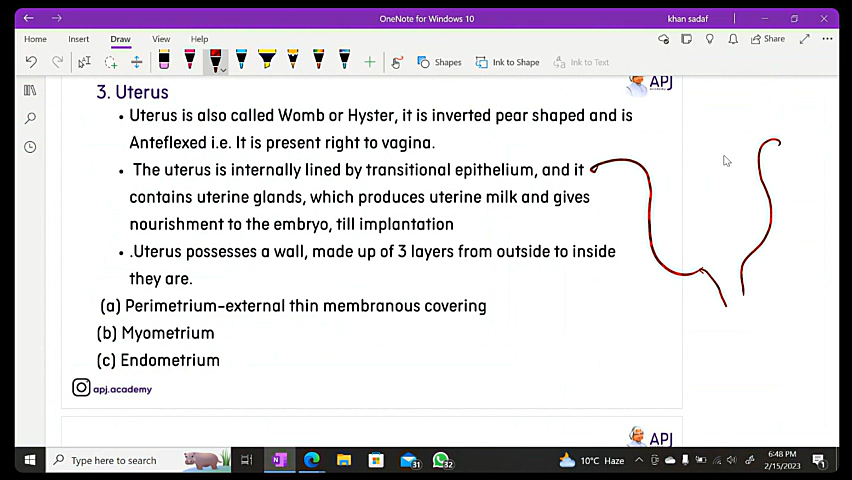 OneNote for Windows 10
khan sadaf
Home Insert Draw View Help
Share
Shapes Ink to Shape Ink to Text
APJ
3. Uterus
• Uterus is also called Womb or Hyster, it is inverted pear shaped and is
Anteflexed i.e. It is present right to vagina.
• The uterus is internally lined by transitional epithelium, and it
contains uterine glands, which produces uterine milk and gives
nourishment to the embryo, till implantation
• .Uterus possesses a wall, made up of 3 layers from outside to inside
they are.
(a) Perimetrium-external thin membranous covering
(b) Myometrium
(c) Endometrium
apj.academy
APJ
Type here to search
31
32
10°C Haze
6:48 PM
2/15/2023
1